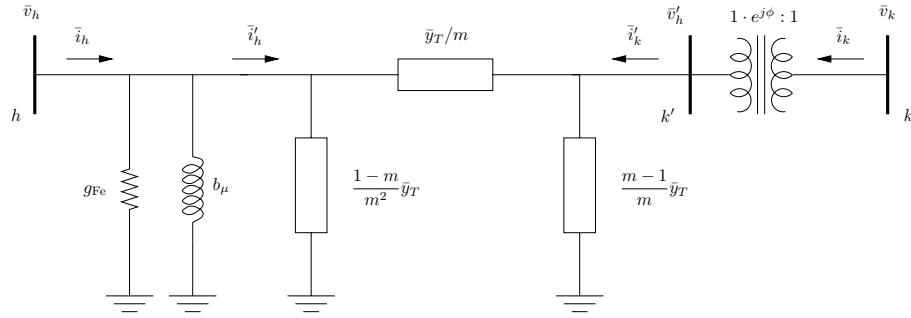 v̄_h
ī_h
ī'_h
ȳ_T/m
ī'_k
v̄'_h
1 · e^{jϕ} : 1
ī_k
v̄_k
h
k'
k
g_Fe
b_μ
(1 − m)/m² ȳ_T
(m − 1)/m ȳ_T